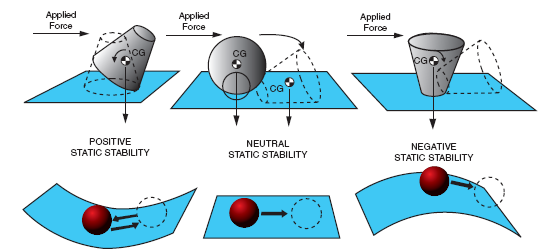 Applied
Force
CG
POSITIVE
STATIC STABILITY
Applied
Force
CG
CG
NEUTRAL
STATIC STABILITY
Applied
Force
CG
NEGATIVE
STATIC STABILITY